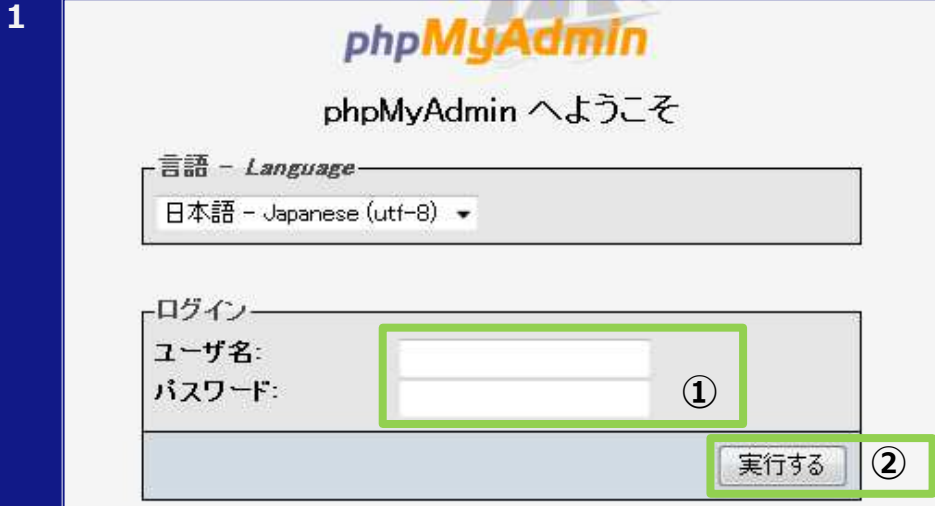 1
phpMyAdmin
phpMyAdmin へようこそ
言語 - Language
日本語 - Japanese (utf-8)
ログイン
ユーザ名:
パスワード:
①
実行する ②